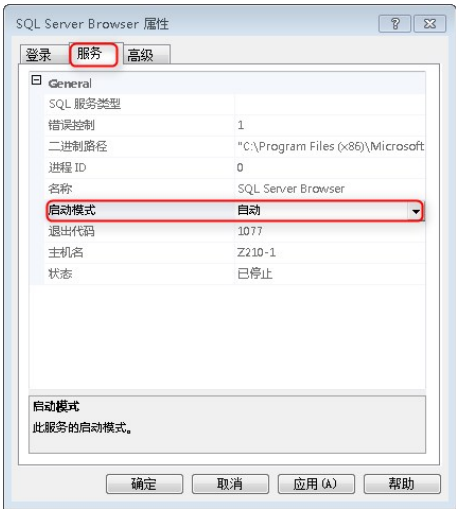 SQL Server Browser 属性
登录 服务 高级
General
SQL 服务类型
错误控制 1
二进制路径 "C:\Program Files (x86)\Microsoft
进程 ID 0
名称 SQL Server Browser
启动模式 自动
退出代码 1077
主机名 Z210-1
状态 已停止
启动模式
此服务的启动模式。
确定 取消 应用(A) 帮助